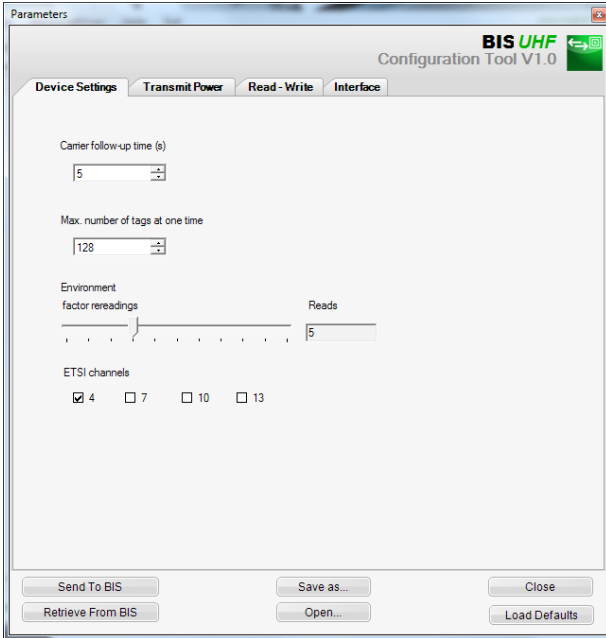 Parameters
BIS UHF
Configuration Tool V1.0
Device Settings Transmit Power Read - Write Interface
Carrier follow-up time (s)
5
Max. number of tags at one time
128
Environment
factor rereadings Reads
5
ETSI channels
4 7 10 13
Send To BIS Save as... Close
Retrieve From BIS Open... Load Defaults